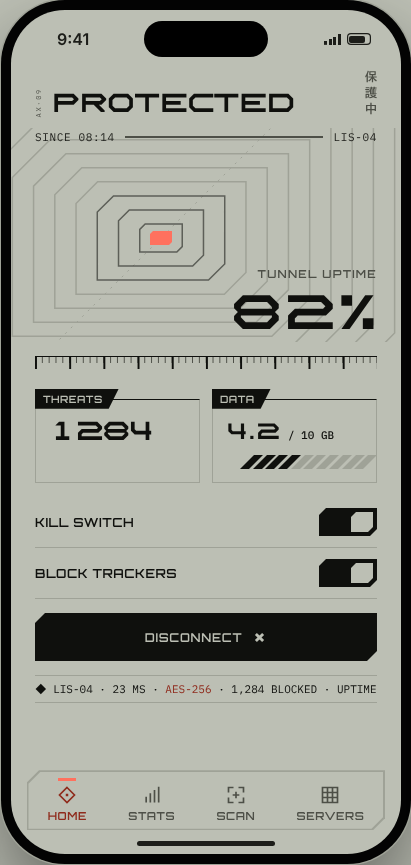 9:41
AX-09
PROTECTED
保護中
SINCE 08:14
LIS-04
TUNNEL UPTIME
82%
THREATS
1284
DATA
4.2 / 10 GB
KILL SWITCH
BLOCK TRACKERS
DISCONNECT ✖
◆ LIS-04 · 23 MS · AES-256 · 1,284 BLOCKED · UPTIME
HOME
STATS
SCAN
SERVERS